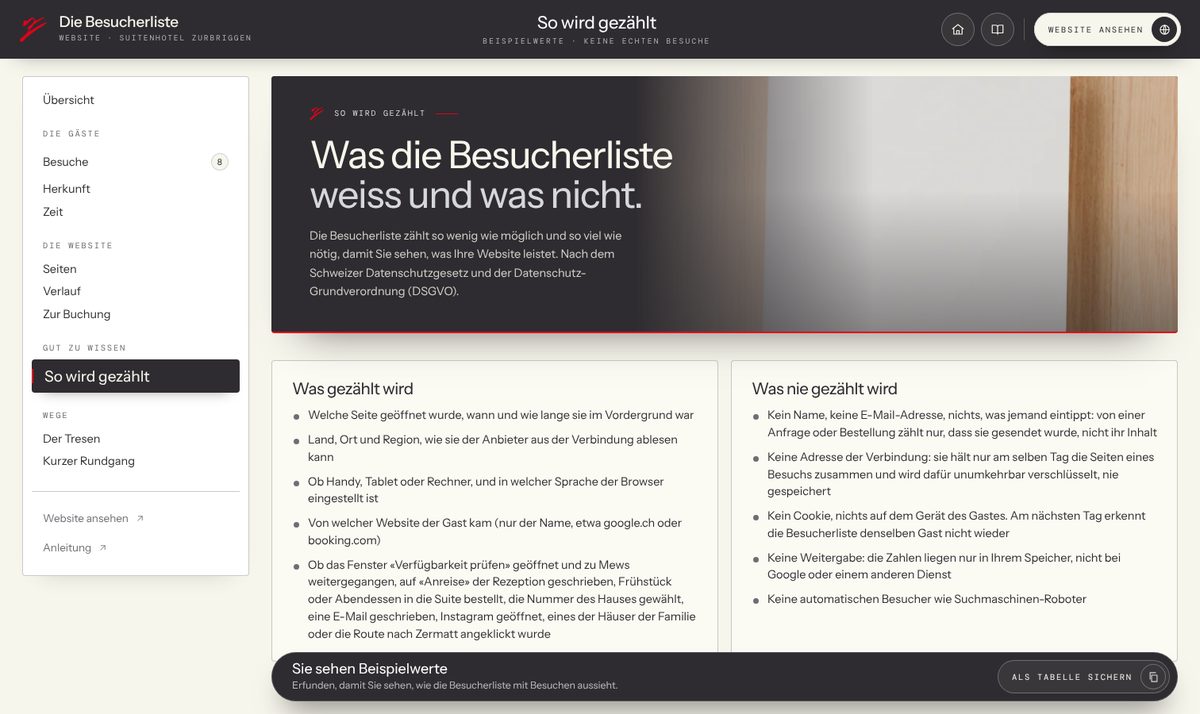 Die Besucherliste
WEBSITE · SUITENHOTEL ZURBRIGGEN
So wird gezählt
BEISPIELWERTE · KEINE ECHTEN BESUCHE
WEBSITE ANSEHEN
Übersicht
DIE GÄSTE
Besuche 8
Herkunft
Zeit
DIE WEBSITE
Seiten
Verlauf
Zur Buchung
GUT ZU WISSEN
So wird gezählt
WEGE
Der Tresen
Kurzer Rundgang
Website ansehen ↗
Anleitung ↗
SO WIRD GEZÄHLT
Was die Besucherliste
weiss und was nicht.
Die Besucherliste zählt so wenig wie möglich und so viel wie
nötig, damit Sie sehen, was Ihre Website leistet. Nach dem
Schweizer Datenschutzgesetz und der Datenschutz-
Grundverordnung (DSGVO).
Was gezählt wird
Welche Seite geöffnet wurde, wann und wie lange sie im Vordergrund war
Land, Ort und Region, wie sie der Anbieter aus der Verbindung ablesen
kann
Ob Handy, Tablet oder Rechner, und in welcher Sprache der Browser
eingestellt ist
Von welcher Website der Gast kam (nur der Name, etwa google.ch oder
booking.com)
Ob das Fenster «Verfügbarkeit prüfen» geöffnet und zu Mews
weitergegangen, auf «Anreise» der Rezeption geschrieben, Frühstück
oder Abendessen in die Suite bestellt, die Nummer des Hauses gewählt,
eine E-Mail geschrieben, Instagram geöffnet, eines der Häuser der Familie
oder die Route nach Zermatt angeklickt wurde
Was nie gezählt wird
Kein Name, keine E-Mail-Adresse, nichts, was jemand eintippt: von einer
Anfrage oder Bestellung zählt nur, dass sie gesendet wurde, nicht ihr Inhalt
Keine Adresse der Verbindung: sie hält nur am selben Tag die Seiten eines
Besuchs zusammen und wird dafür unumkehrbar verschlüsselt, nie
gespeichert
Kein Cookie, nichts auf dem Gerät des Gastes. Am nächsten Tag erkennt
die Besucherliste denselben Gast nicht wieder
Keine Weitergabe: die Zahlen liegen nur in Ihrem Speicher, nicht bei
Google oder einem anderen Dienst
Keine automatischen Besucher wie Suchmaschinen-Roboter
Sie sehen Beispielwerte
Erfunden, damit Sie sehen, wie die Besucherliste mit Besuchen aussieht.
ALS TABELLE SICHERN